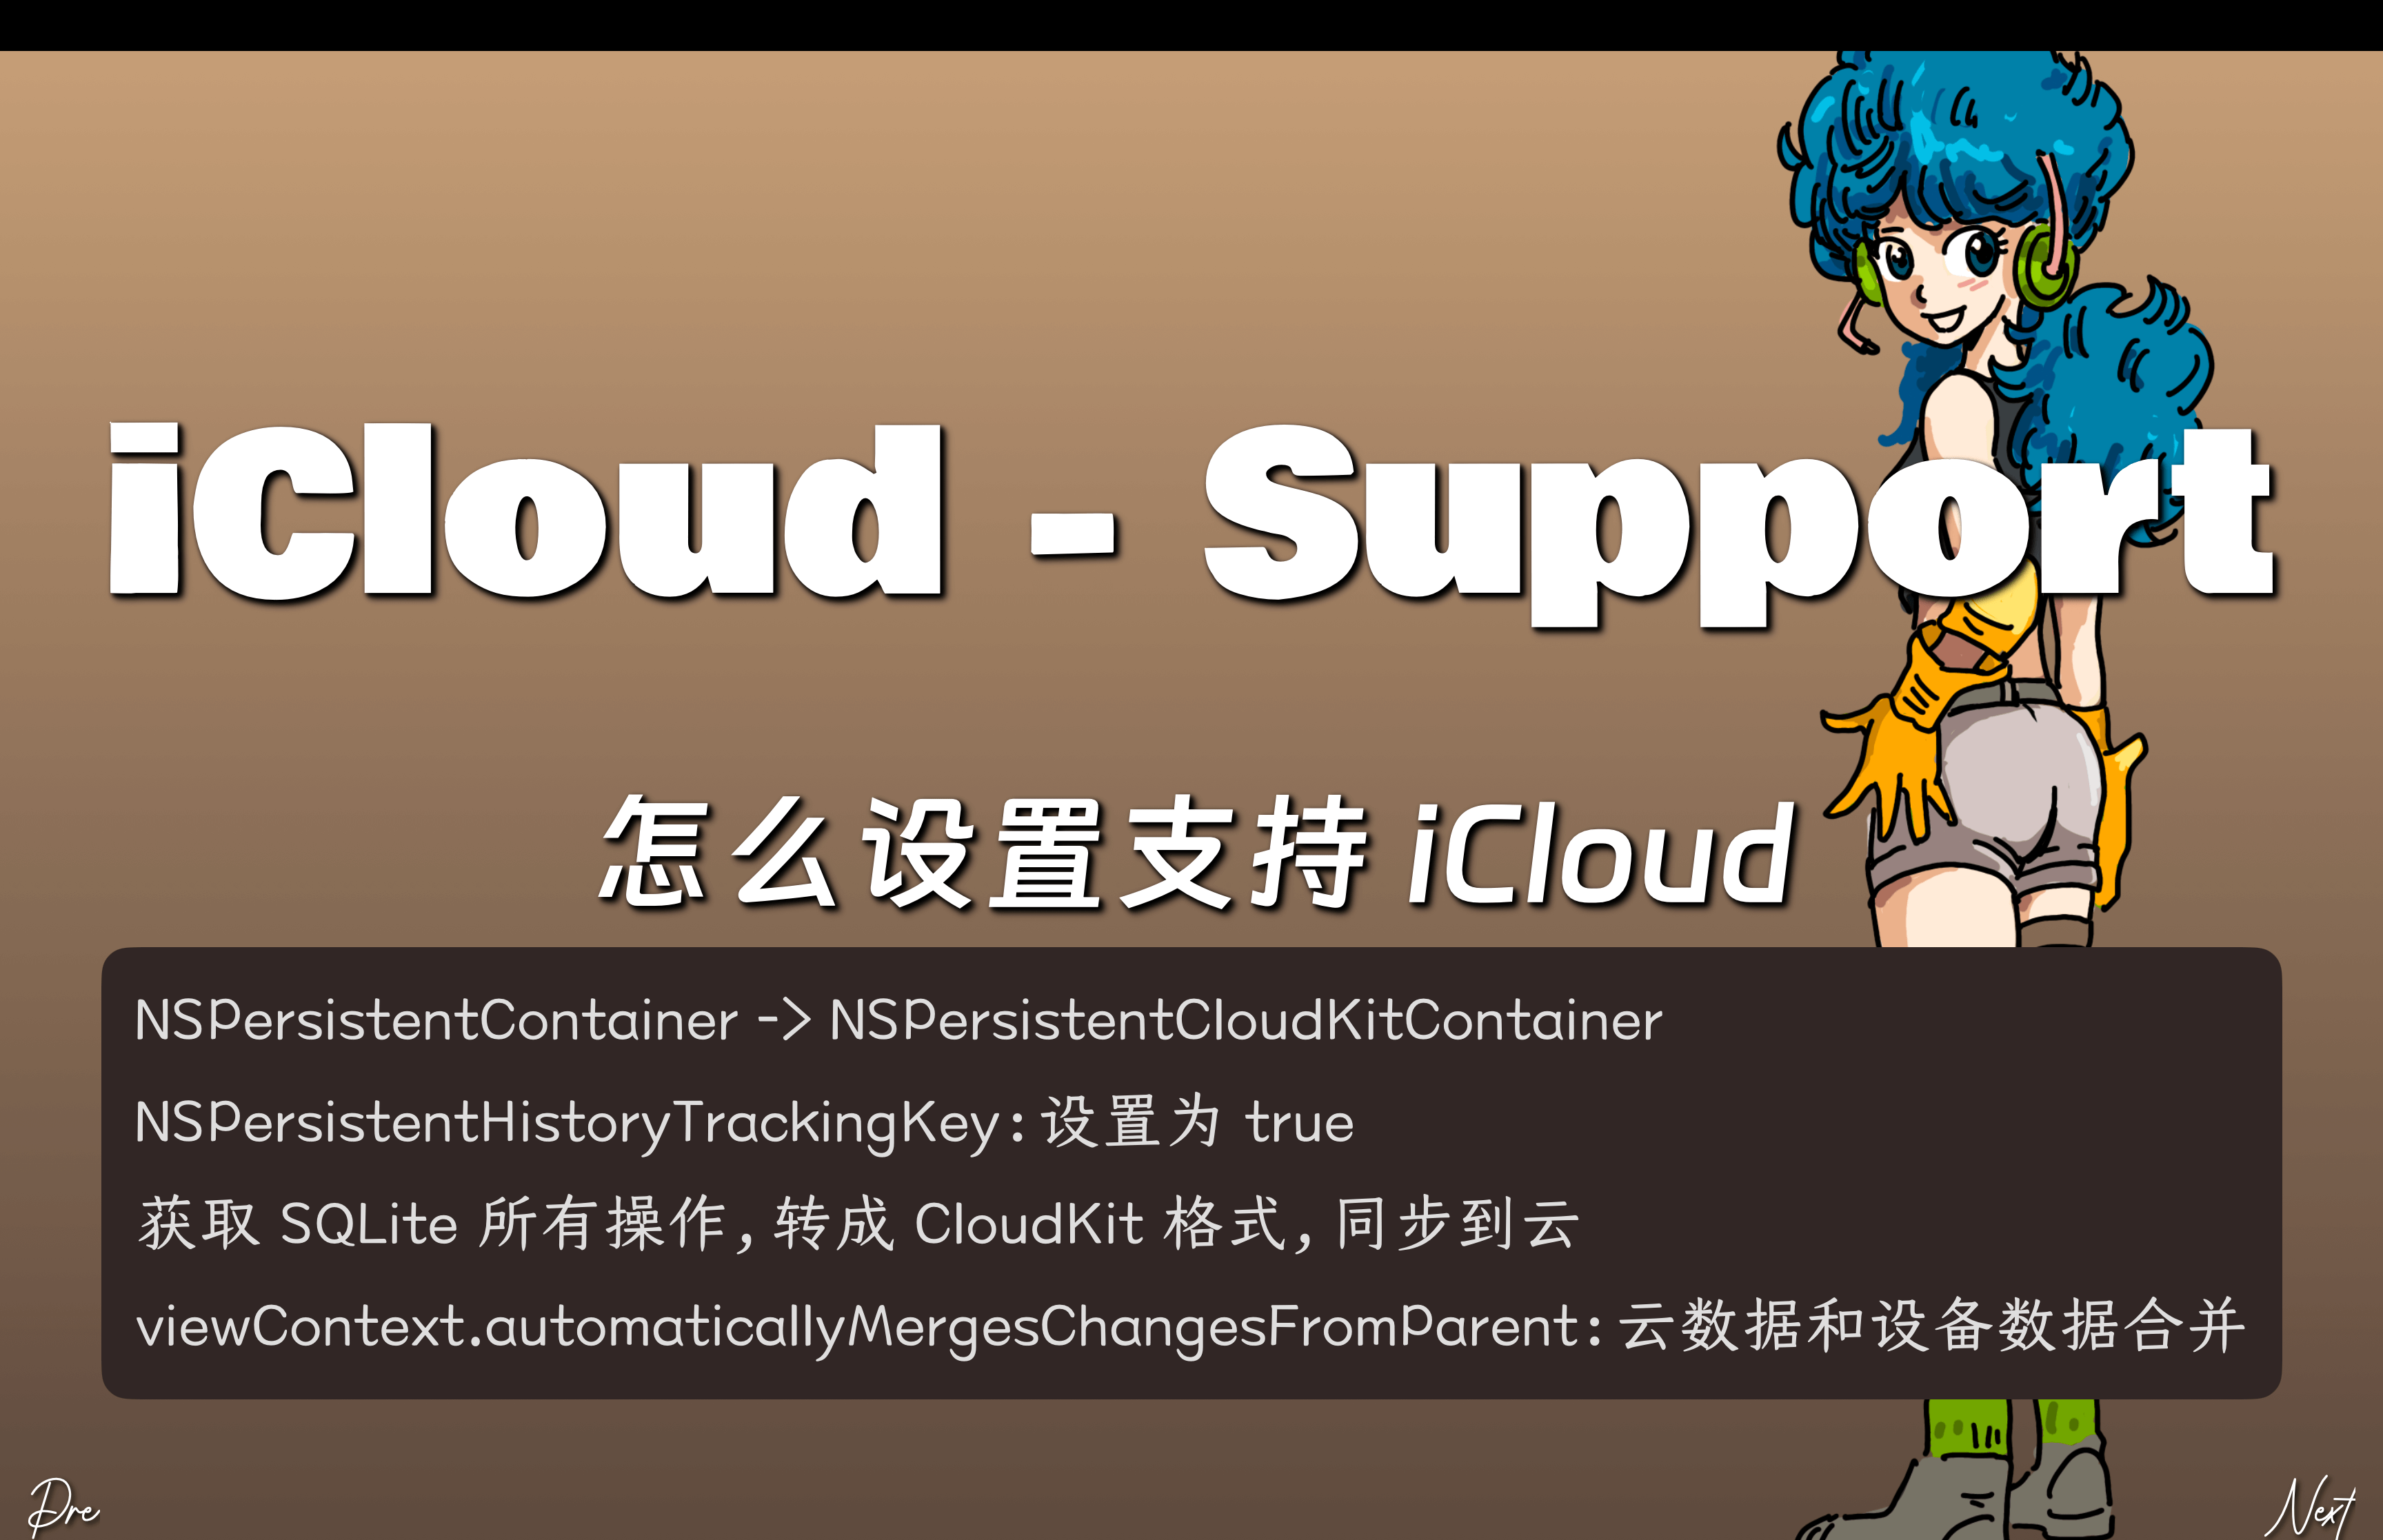 iCloud - Support
怎么设置支持 iCloud
NSPersistentContainer -> NSPersistentCloudKitContainer
NSPersistentHistoryTrackingKey: 设置为 true
获取 SQLite 所有操作, 转成 CloudKit 格式, 同步到云
viewContext.automaticallyMergesChangesFromParent: 云数据和设备数据合并
Pre
Next